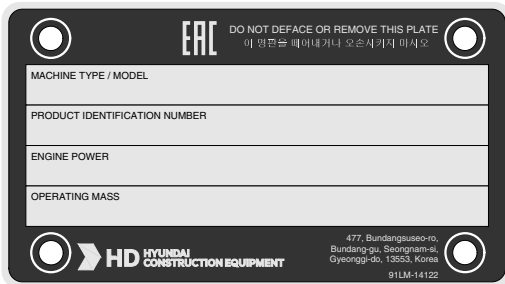 EAC
DO NOT DEFACE OR REMOVE THIS PLATE
이 명판을 떼어내거나 오손시키지 마시오
MACHINE TYPE / MODEL
PRODUCT IDENTIFICATION NUMBER
ENGINE POWER
OPERATING MASS
HD HYUNDAI
CONSTRUCTION EQUIPMENT
477, Bundangsuseo-ro,
Bundang-gu, Seongnam-si,
Gyeonggi-do, 13553, Korea
91LM-14122